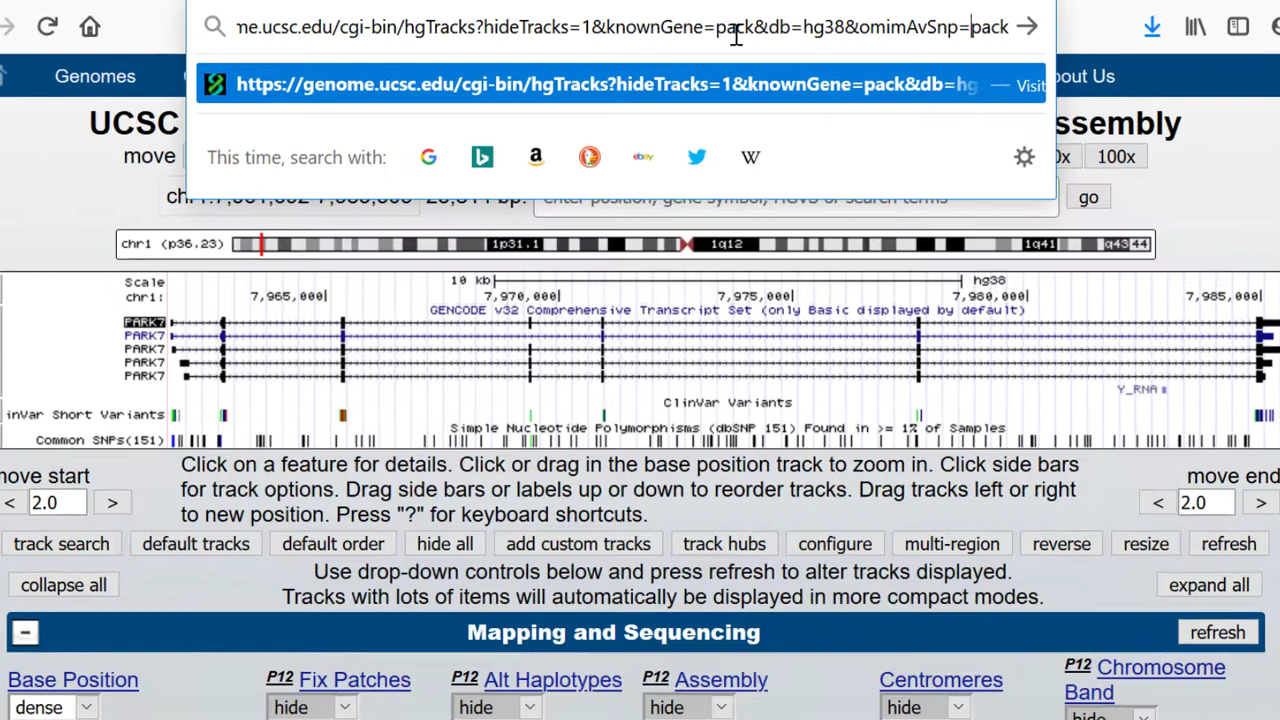 me.ucsc.edu/cgi-bin/hgTracks?hideTracks=1&knownGene=pack&db=hg38&omimAvSnp=pack
https://genome.ucsc.edu/cgi-bin/hgTracks?hideTracks=1&knownGene=pack&db=hg — Visit
Genomes out Us
This time, search with:
UCSC ssembly
move 0x 100x
enter position, gene symbol, HGVS or search terms go
chr1 (p36.23) 1p31.1 1q12 1q41 q43 44
Scale 10 kb hg38
chr1: 7,965,000 7,970,000 7,975,000 7,980,000 7,985,000
GENCODE v32 Comprehensive Transcript Set (only Basic displayed by default)
PARK7
PARK7
PARK7
PARK7
PARK7
Y_RNA
ClinVar Variants
inVar Short Variants
Simple Nucleotide Polymorphisms (dbSNP 151) Found in >= 1% of Samples
Common SNPs(151)
move start Click on a feature for details. Click or drag in the base position track to zoom in. Click side bars move end
< 2.0 > for track options. Drag side bars or labels up or down to reorder tracks. Drag tracks left or right < 2.0 >
to new position. Press "?" for keyboard shortcuts.
track search default tracks default order hide all add custom tracks track hubs configure multi-region reverse resize refresh
collapse all Use drop-down controls below and press refresh to alter tracks displayed. expand all
Tracks with lots of items will automatically be displayed in more compact modes.
- Mapping and Sequencing refresh
Base Position P12 Fix Patches P12 Alt Haplotypes P12 Assembly Centromeres P12 Chromosome Band
dense hide hide hide hide hide